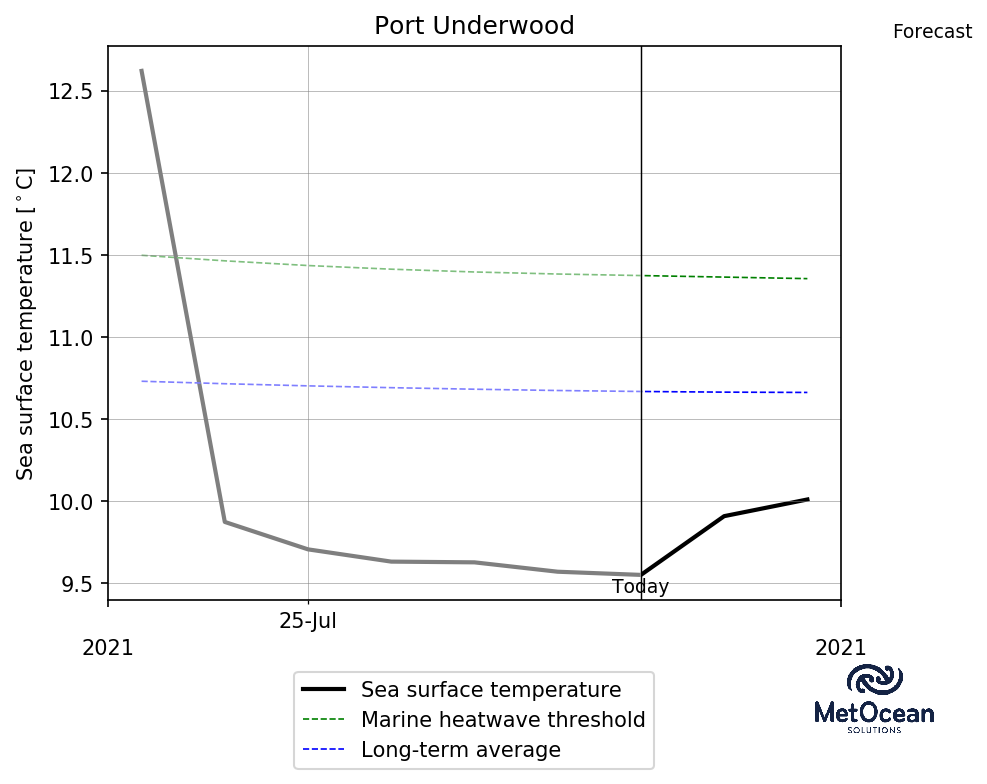 Port Underwood
Forecast
Sea surface temperature [°C]
12.5
12.0
11.5
11.0
10.5
10.0
9.5
Today
25-Jul
2021
2021
Sea surface temperature
Marine heatwave threshold
Long-term average
MetOcean
SOLUTIONS